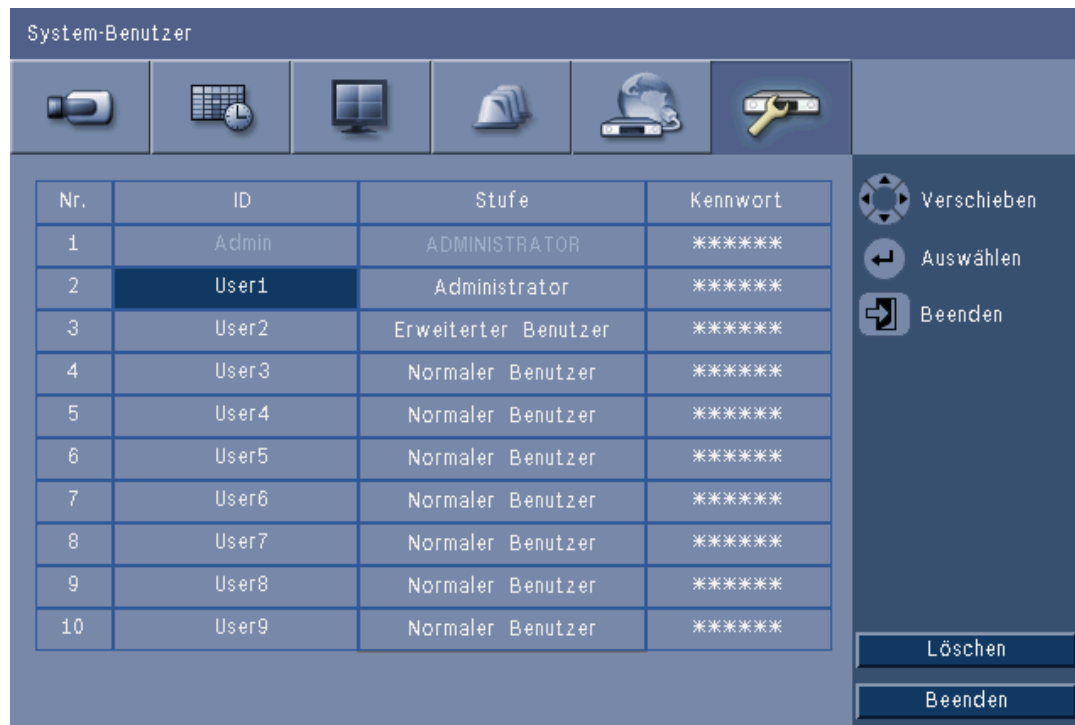 System-Benutzer
Nr. ID Stufe Kennwort
1 Admin ADMINISTRATOR ******
2 User1 Administrator ******
3 User2 Erweiterter Benutzer ******
4 User3 Normaler Benutzer ******
5 User4 Normaler Benutzer ******
6 User5 Normaler Benutzer ******
7 User6 Normaler Benutzer ******
8 User7 Normaler Benutzer ******
9 User8 Normaler Benutzer ******
10 User9 Normaler Benutzer ******
Verschieben
Auswählen
Beenden
Löschen
Beenden